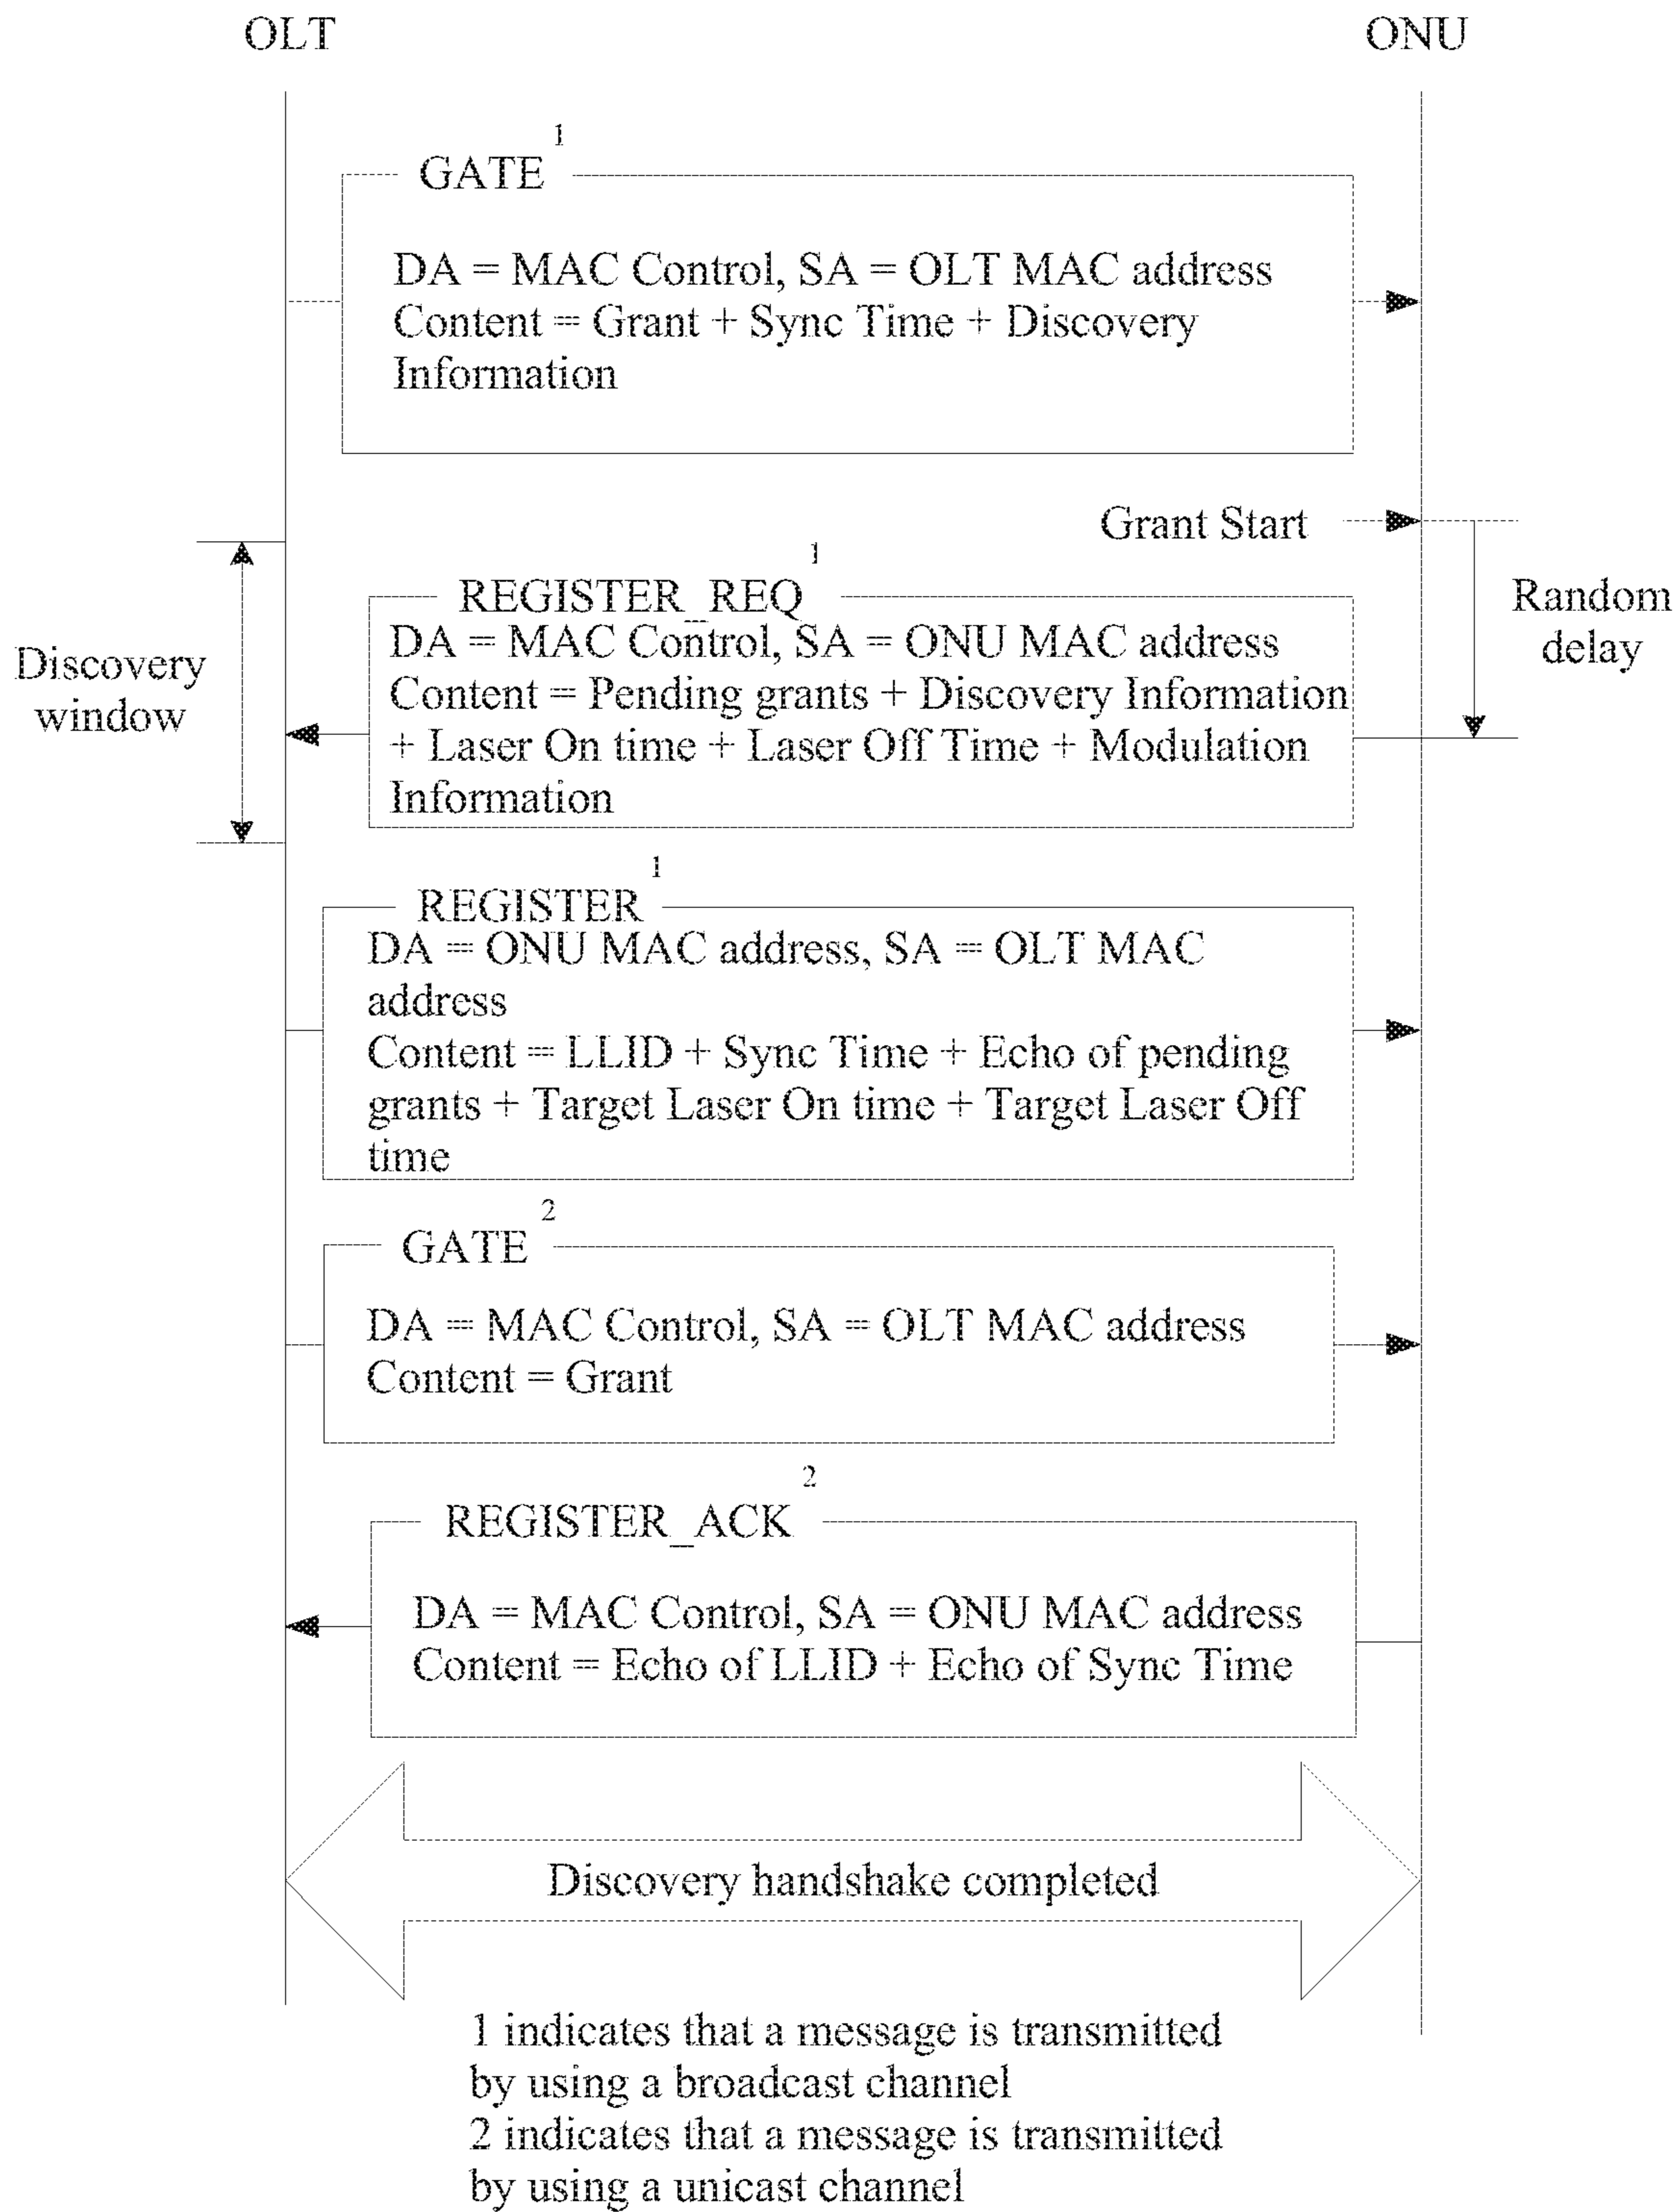 OLT
ONU
GATE 1
DA = MAC Control, SA = OLT MAC address
Content = Grant + Sync Time + Discovery
Information
Grant Start
Random
delay
Discovery
window
REGISTER_REQ 1
DA = MAC Control, SA = ONU MAC address
Content = Pending grants + Discovery Information
+ Laser On time + Laser Off Time + Modulation
Information
REGISTER 1
DA = ONU MAC address, SA = OLT MAC
address
Content = LLID + Sync Time + Echo of pending
grants + Target Laser On time + Target Laser Off
time
GATE 2
DA = MAC Control, SA = OLT MAC address
Content = Grant
REGISTER_ACK 2
DA = MAC Control, SA = ONU MAC address
Content = Echo of LLID + Echo of Sync Time
Discovery handshake completed
1 indicates that a message is transmitted
by using a broadcast channel
2 indicates that a message is transmitted
by using a unicast channel